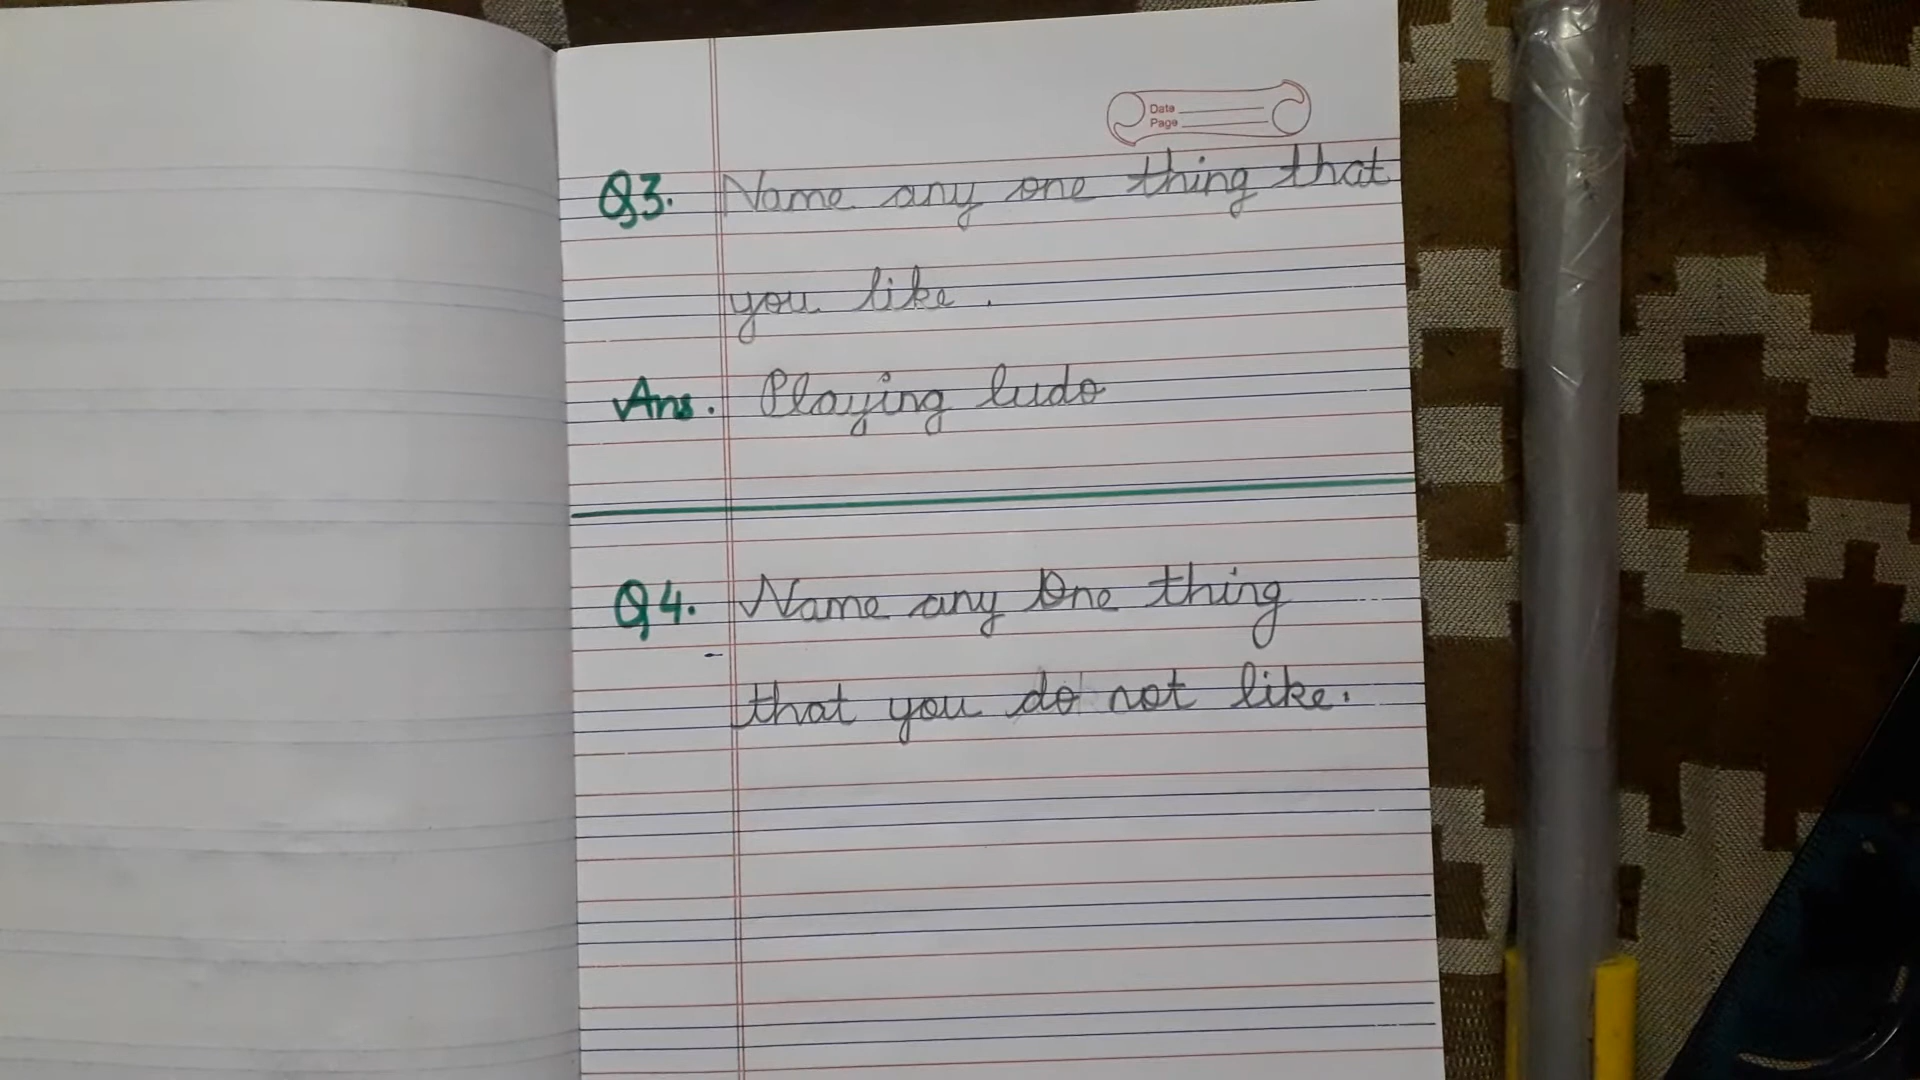 Date
Page
Q3. Name any one thing that
you like.
Ans. Playing ludo
Q4. Name any One thing
that you do not like.